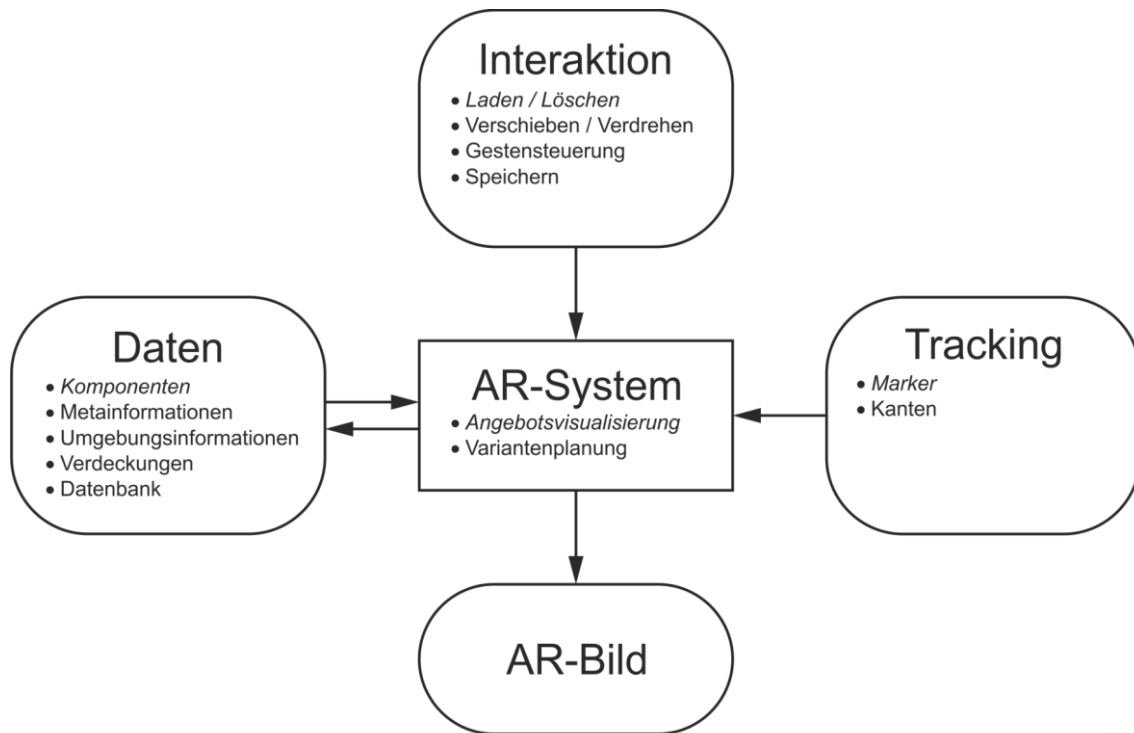 Interaktion
• Laden / Löschen
• Verschieben / Verdrehen
• Gestensteuerung
• Speichern
Daten
• Komponenten
• Metainformationen
• Umgebungsinformationen
• Verdeckungen
• Datenbank
AR-System
• Angebotsvisualisierung
• Variantenplanung
Tracking
• Marker
• Kanten
AR-Bild